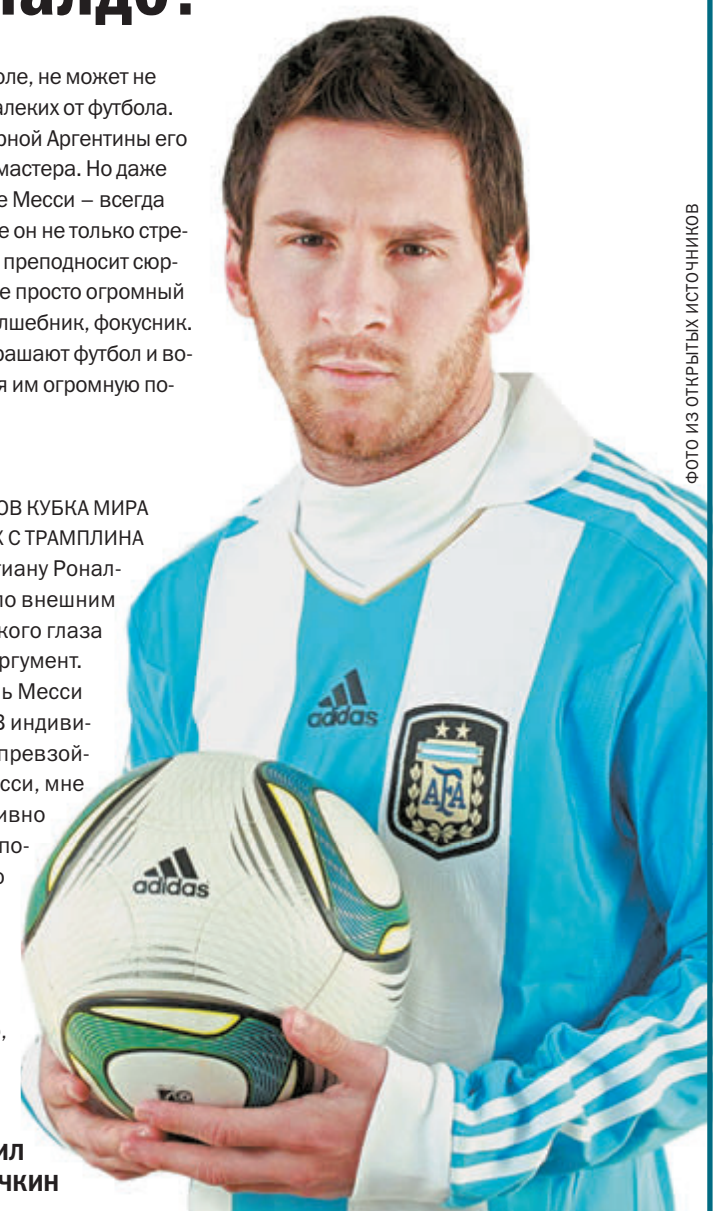 оле, не может не
алеких от футбола.
рной Аргентины его
мастера. Но даже
е Месси – всегда
е он не только стре-
преподносит сюр-
е просто огромный
лшебник, фокусник.
рашают футбол и во-
я им огромную по-
ОВ КУБКА МИРА
С ТРАМПЛИНА
тиану Ронал-
по внешним
кого глаза
ргумент.
ь Месси
В индиви-
превзой-
сси, мне
ивно
по-
о
ил
чкин
ФОТО ИЗ ОТКРЫТЫХ ИСТОЧНИКОВ
adidas
AFA
adidas